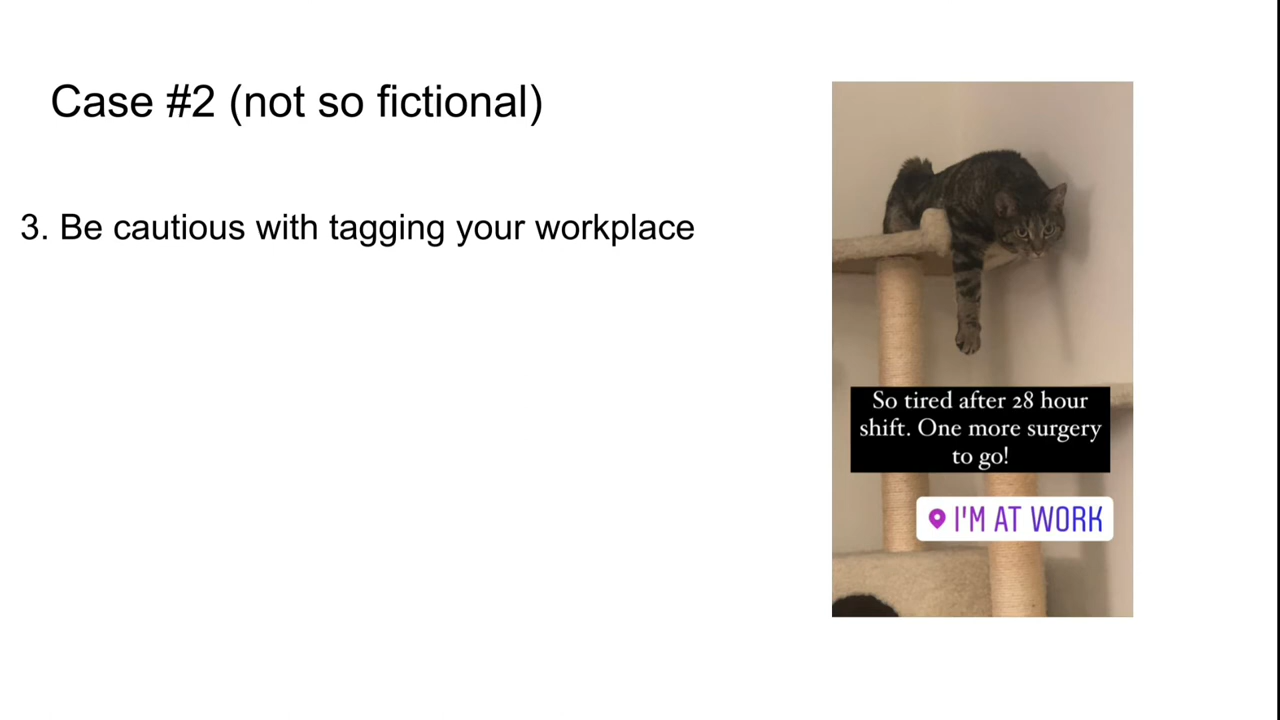 Case #2 (not so fictional)
3. Be cautious with tagging your workplace
So tired after 28 hour
shift. One more surgery
to go!
I'M AT WORK